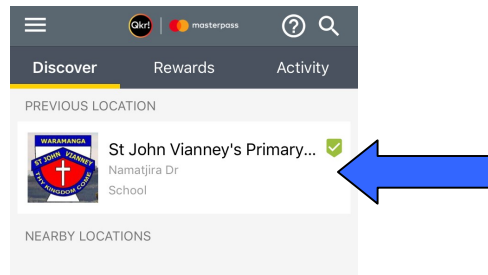 Qkr! masterpass ?
Discover Rewards Activity
PREVIOUS LOCATION
WARAMANGA
ST JOHN VIANNEY
THY KINGDOM COME
St John Vianney's Primary...
Namatjira Dr
School
NEARBY LOCATIONS